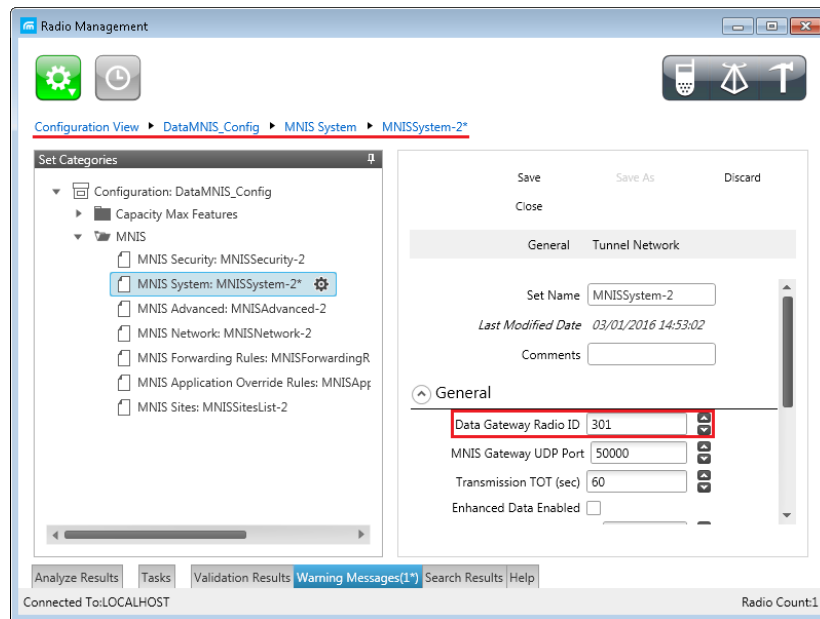 Radio Management
Configuration View DataMNIS_Config MNIS System MNISSystem-2*
Set Categories
Configuration: DataMNIS_Config
Capacity Max Features
MNIS
MNIS Security: MNISSecurity-2
MNIS System: MNISSystem-2*
MNIS Advanced: MNISAdvanced-2
MNIS Network: MNISNetwork-2
MNIS Forwarding Rules: MNISForwardingR
MNIS Application Override Rules: MNISApp
MNIS Sites: MNISSitesList-2
Save Save As Discard
Close
General Tunnel Network
Set Name MNISSystem-2
Last Modified Date 03/01/2016 14:53:02
Comments
General
Data Gateway Radio ID 301
MNIS Gateway UDP Port 50000
Transmission TOT (sec) 60
Enhanced Data Enabled
Analyze Results Tasks Validation Results Warning Messages(1*) Search Results Help
Connected To:LOCALHOST Radio Count:1